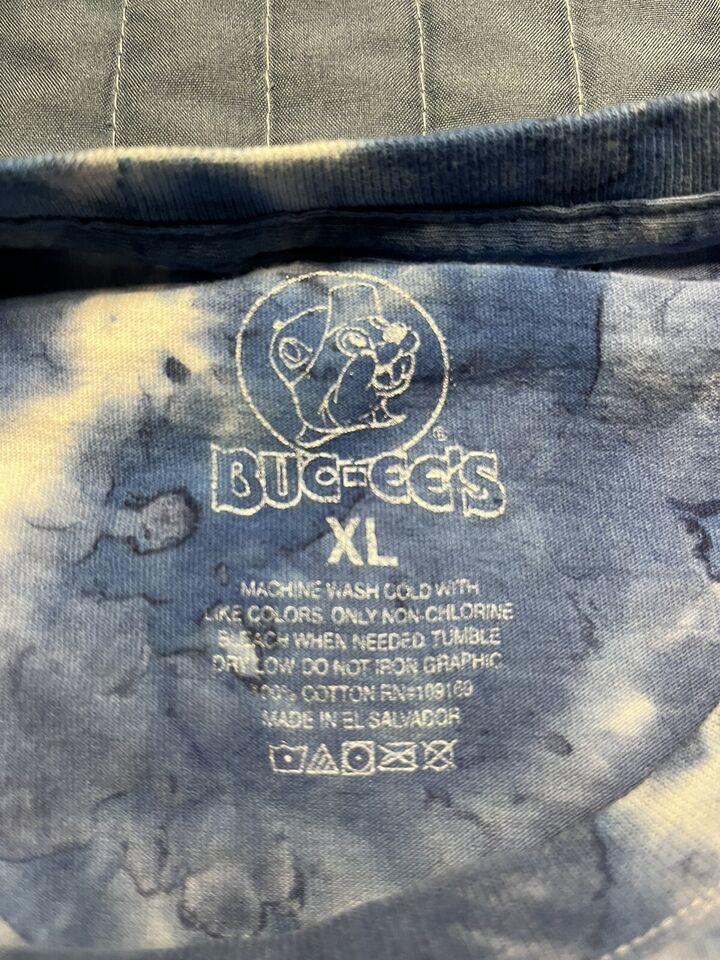 ®
BUC-EE'S
XL
MACHINE WASH COLD WITH
LIKE COLORS. ONLY NON-CHLORINE
BLEACH WHEN NEEDED. TUMBLE
DRY LOW DO NOT IRON GRAPHIC
100% COTTON RN#109160
MADE IN EL SALVADOR